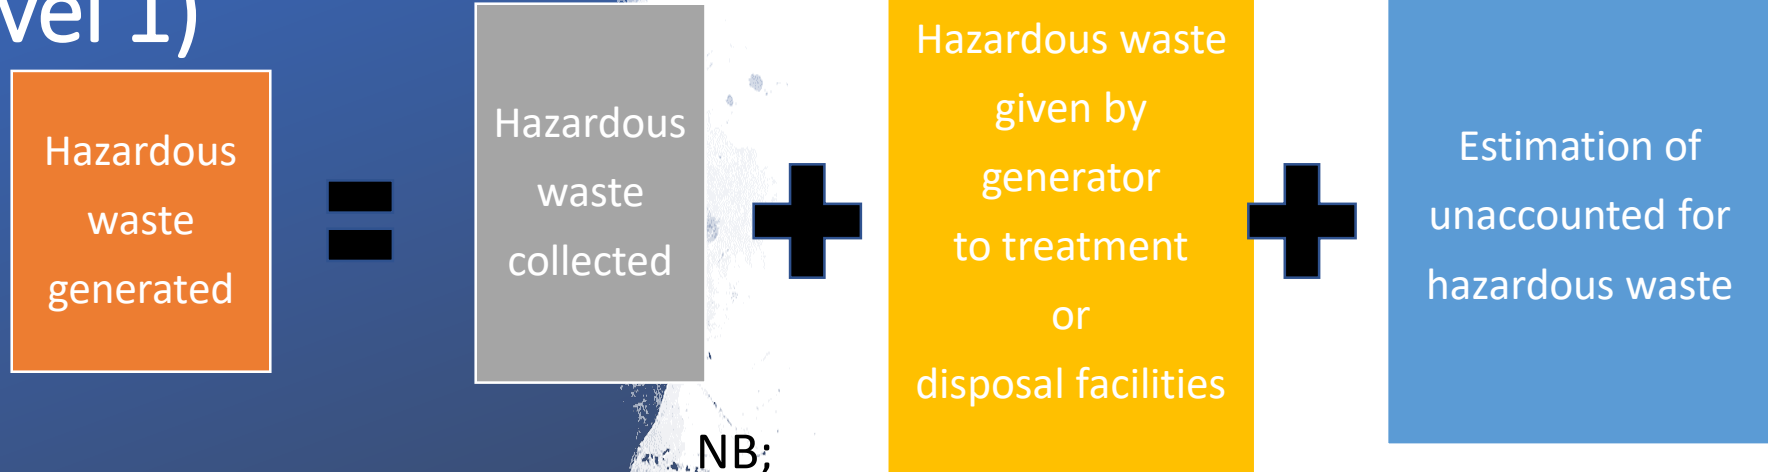 vel 1)
Hazardous
waste
generated
Hazardous
waste
collected
Hazardous waste
given by
generator
to treatment
or
disposal facilities
Estimation of
unaccounted for
hazardous waste
NB;